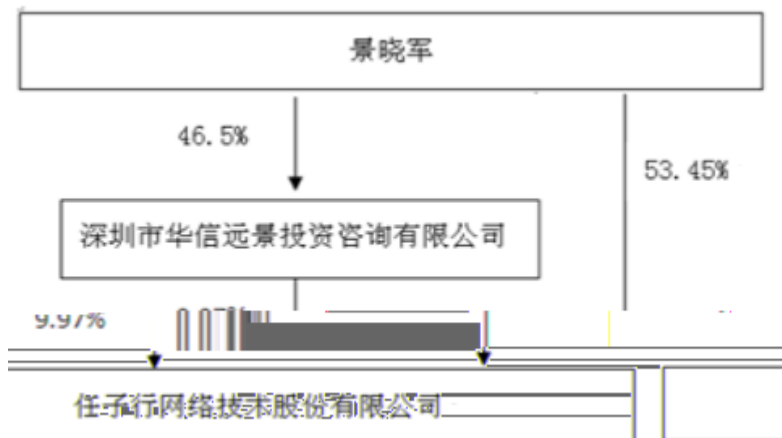 景晓军
46.5%
53.45%
深圳市华信远景投资咨询有限公司
9.97%
任子行网络技术股份有限公司